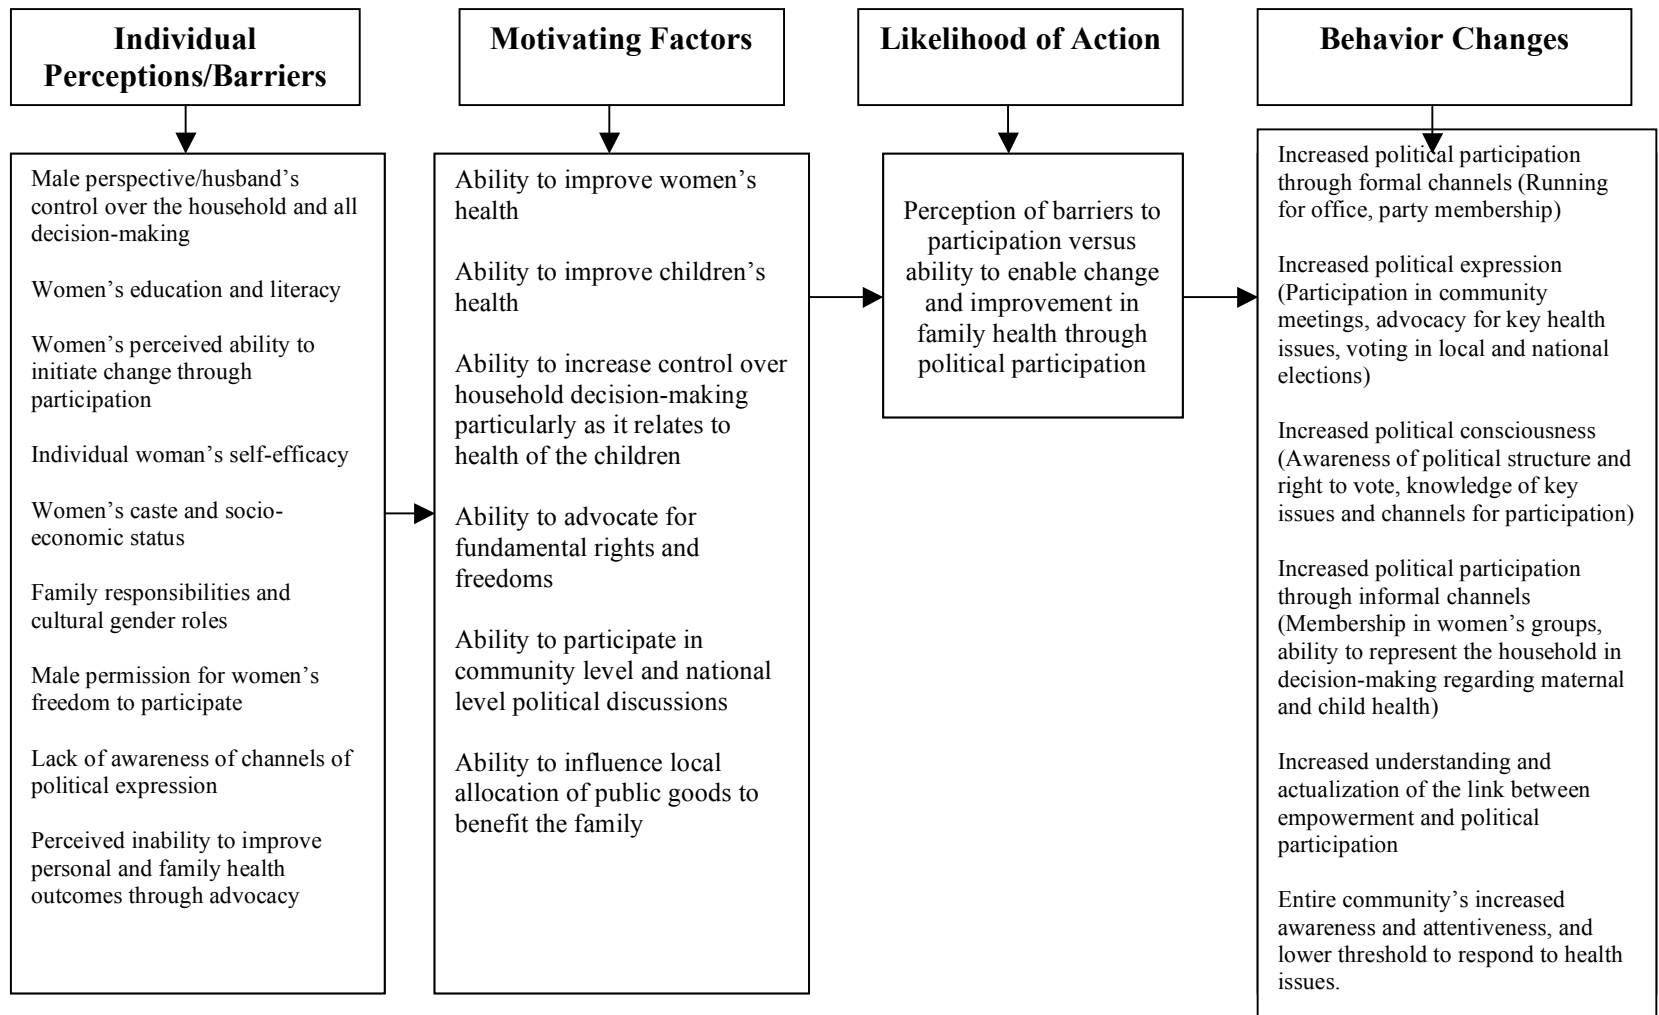 Individual
Perceptions/Barriers
Motivating Factors
Likelihood of Action
Behavior Changes
Male perspective/husband’s
control over the household and all
decision-making
Women’s education and literacy
Women’s perceived ability to
initiate change through
participation
Individual woman’s self-efficacy
Women’s caste and socio-
economic status
Family responsibilities and
cultural gender roles
Male permission for women’s
freedom to participate
Lack of awareness of channels of
political expression
Perceived inability to improve
personal and family health
outcomes through advocacy
Ability to improve women’s
health
Ability to improve children’s
health
Ability to increase control over
household decision-making
particularly as it relates to
health of the children
Ability to advocate for
fundamental rights and
freedoms
Ability to participate in
community level and national
level political discussions
Ability to influence local
allocation of public goods to
benefit the family
Perception of barriers to
participation versus
ability to enable change
and improvement in
family health through
political participation
Increased political participation
through formal channels (Running
for office, party membership)
Increased political expression
(Participation in community
meetings, advocacy for key health
issues, voting in local and national
elections)
Increased political consciousness
(Awareness of political structure and
right to vote, knowledge of key
issues and channels for participation)
Increased political participation
through informal channels
(Membership in women’s groups,
ability to represent the household in
decision-making regarding maternal
and child health)
Increased understanding and
actualization of the link between
empowerment and political
participation
Entire community’s increased
awareness and attentiveness, and
lower threshold to respond to health
issues.